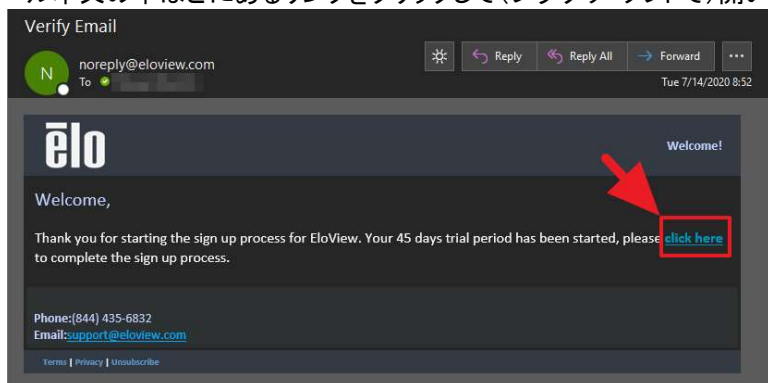 Verify Email
N
noreply@eloview.com
To
Reply
Reply All
Forward
...
Tue 7/14/2020 8:52
ēlo
Welcome!
Welcome,
Thank you for starting the sign up process for EloView. Your 45 days trial period has been started, please click here
to complete the sign up process.
Phone:(844) 435-6832
Email:support@eloview.com
Terms | Privacy | Unsubscribe